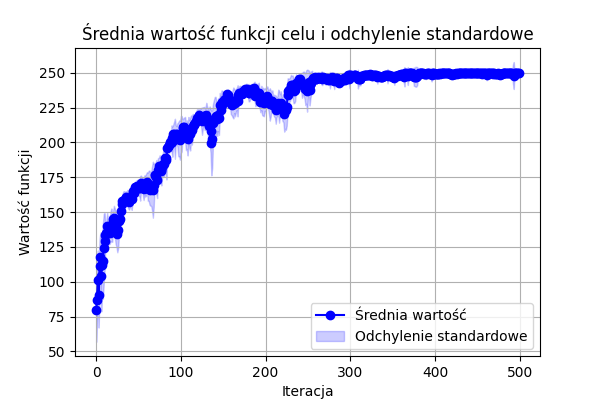 Średnia wartość funkcji celu i odchylenie standardowe
250
225
200
175
150
125
100
75
50
Wartość funkcji
0 100 200 300 400 500
Iteracja
Średnia wartość
Odchylenie standardowe